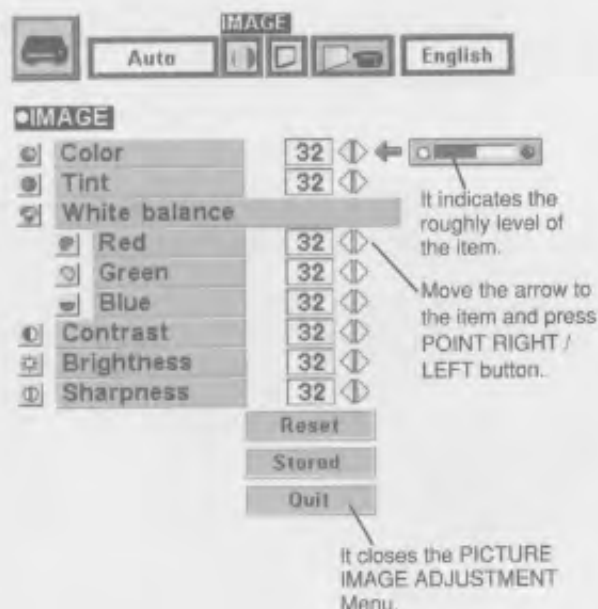 IMAGE
Auto
English
●IMAGE
Color 32
Tint 32
White balance
Red 32
Green 32
Blue 32
Contrast 32
Brightness 32
Sharpness 32
Reset
Stored
Quit
It indicates the
roughly level of
the item.
Move the arrow to
the item and press
POINT RIGHT /
LEFT button.
It closes the PICTURE
IMAGE ADJUSTMENT
Menu.